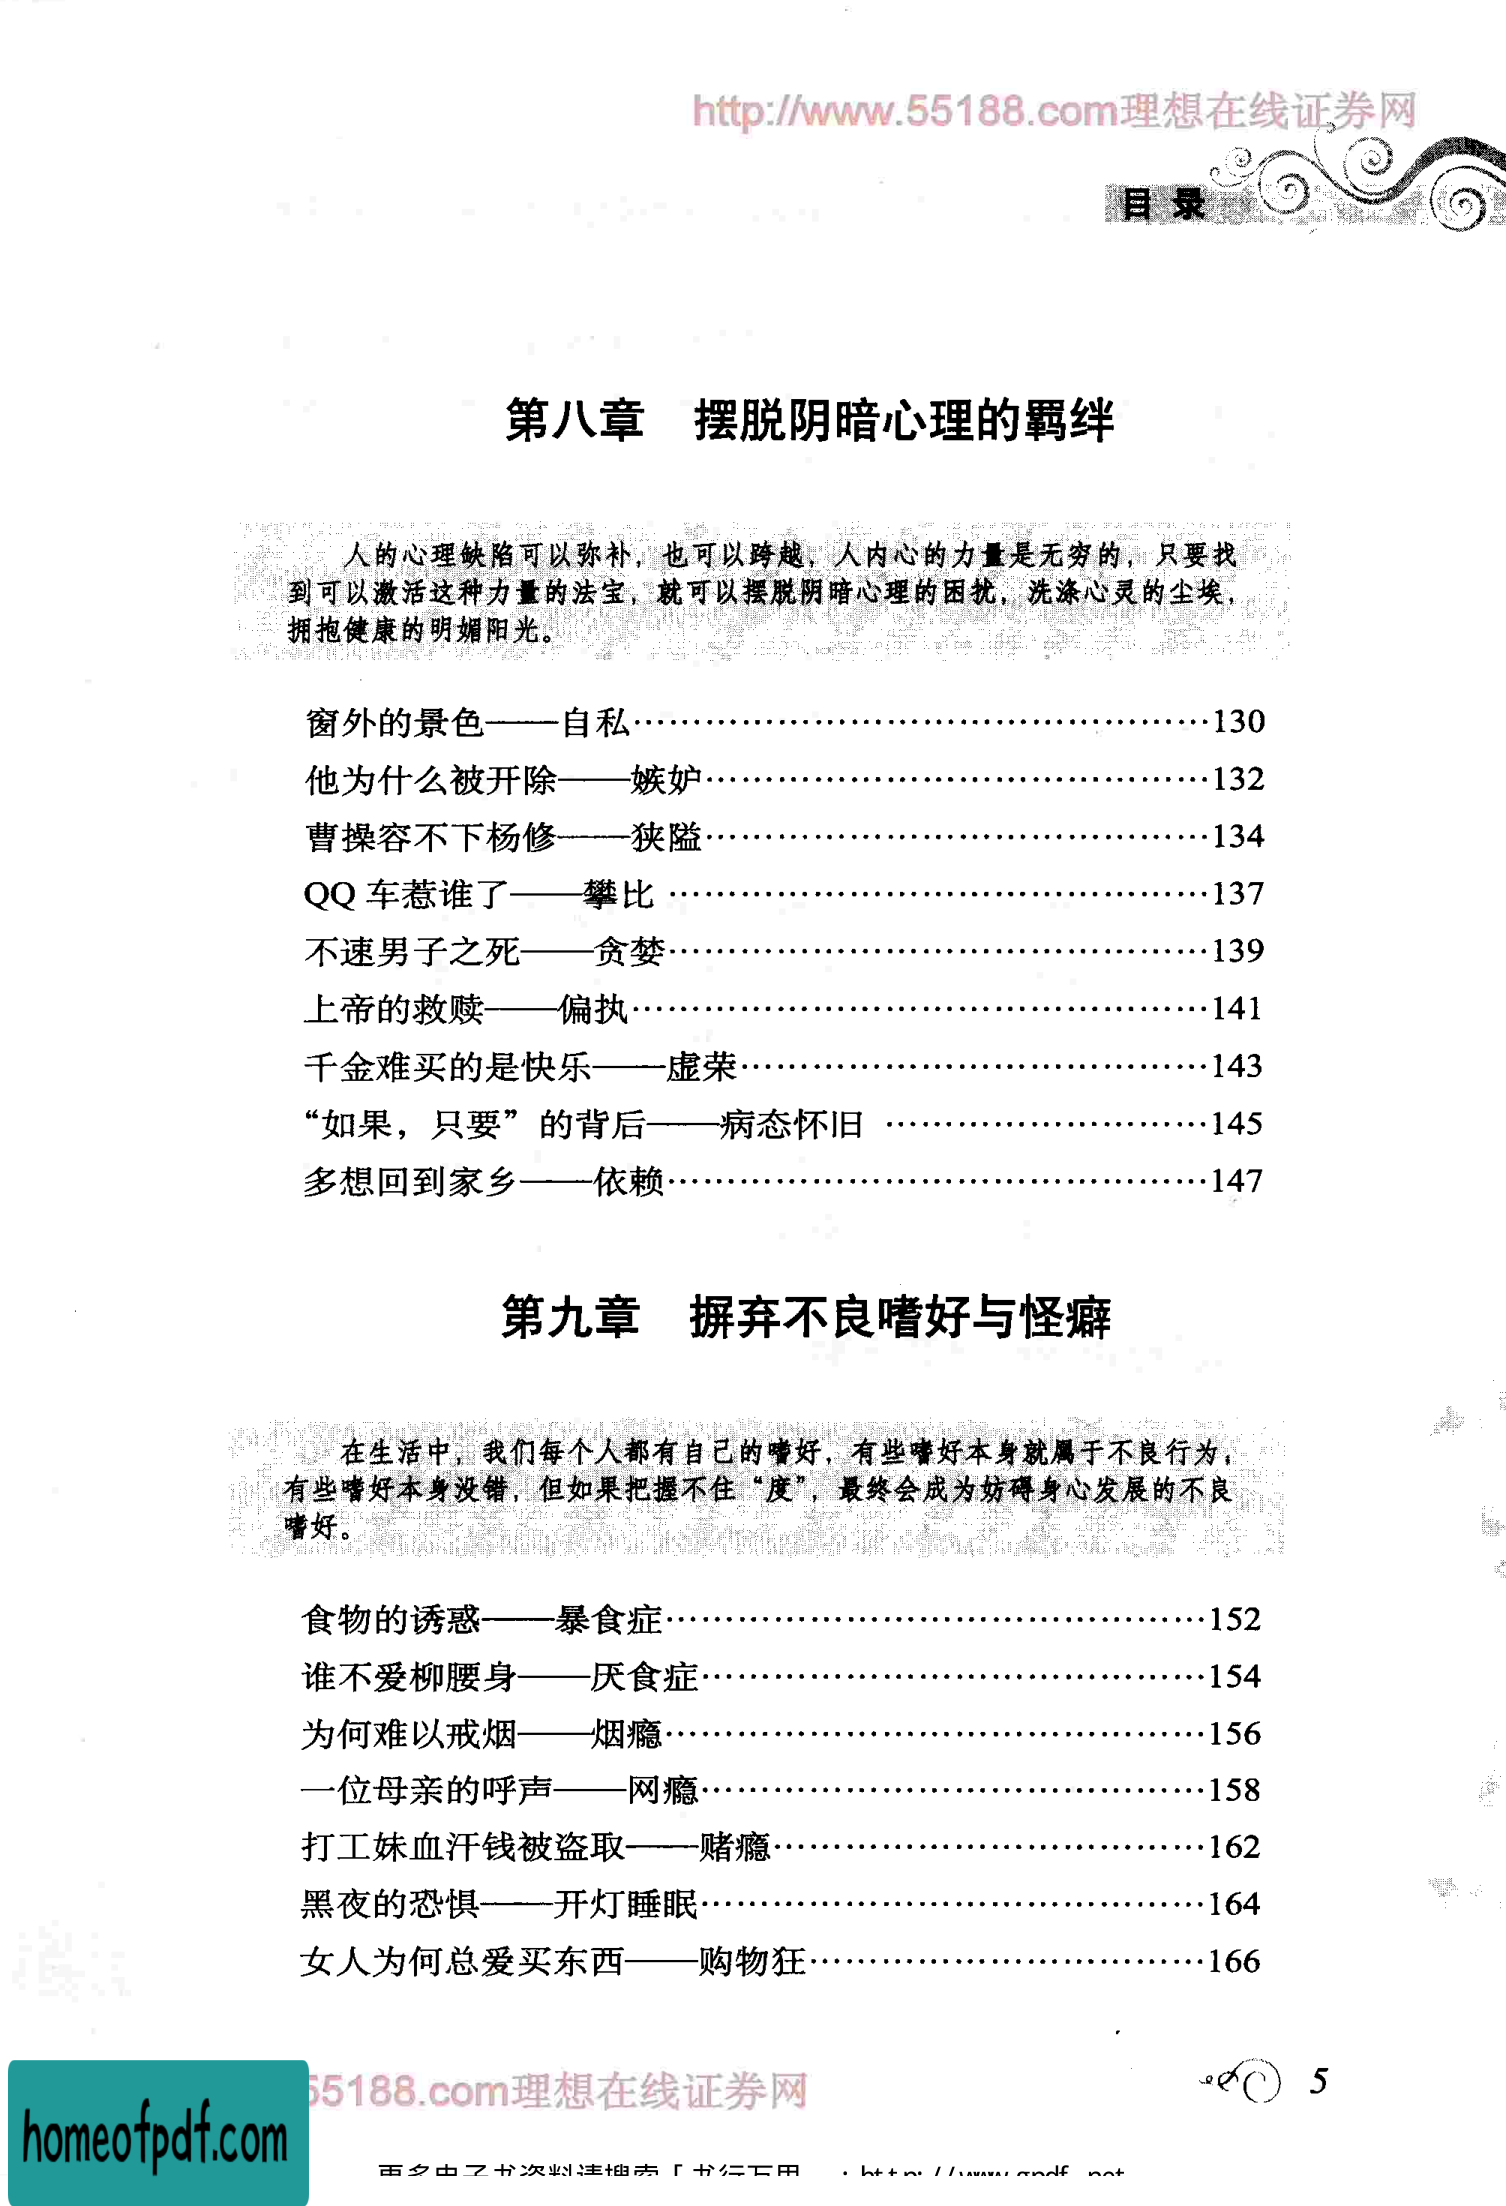 http://www.55188.com理想在线证券网
目录
第八章 摆脱阴暗心理的羁绊
人的心理缺陷可以弥补，也可以跨越，人内心的力量是无穷的，只要找
到可以激活这种力量的法宝，就可以摆脱阴暗心理的困扰，洗涤心灵的尘埃，
拥抱健康的明媚阳光。
窗外的景色——自私……………………………………………130
他为什么被开除——嫉妒……………………………………132
曹操容不下杨修——狭隘……………………………………134
QQ 车惹谁了——攀比 ………………………………………137
不速男子之死——贪婪………………………………………139
上帝的救赎——偏执…………………………………………141
千金难买的是快乐——虚荣…………………………………143
“如果，只要”的背后——病态怀旧 ………………………145
多想回到家乡——依赖………………………………………147
第九章 摒弃不良嗜好与怪癖
在生活中，我们每个人都有自己的嗜好，有些嗜好本身就属于不良行为；
有些嗜好本身没错，但如果把握不住“度”，最终会成为妨碍身心发展的不良
嗜好。
食物的诱惑——暴食症………………………………………152
谁不爱柳腰身——厌食症……………………………………154
为何难以戒烟——烟瘾………………………………………156
一位母亲的呼声——网瘾……………………………………158
打工妹血汗钱被盗取——赌瘾………………………………162
黑夜的恐惧——开灯睡眠……………………………………164
女人为何总爱买东西——购物狂……………………………166
5
55188.com理想在线证券网
homeofpdf.com
更多电子书资料请搜索「书行万里 : http://www.gpdf.net